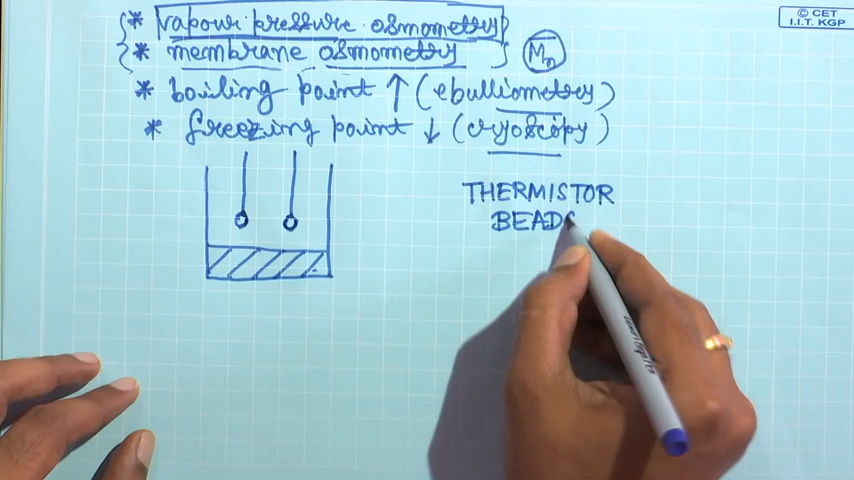 © CET
I.I.T. KGP
* vapour pressure osmometry
* membrane osmometry Mn
* boiling point ↑ (ebulliometry)
* freezing point ↓ (cryoscopy)
THERMISTOR
BEADS